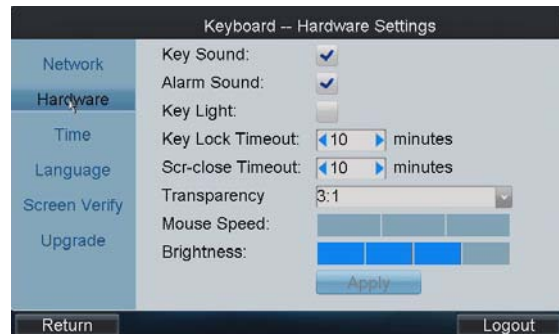 Keyboard -- Hardware Settings
Network
Hardware
Time
Language
Screen Verify
Upgrade
Key Sound:
Alarm Sound:
Key Light:
Key Lock Timeout: 10 minutes
Scr-close Timeout: 10 minutes
Transparency 3:1
Mouse Speed:
Brightness:
Apply
Return
Logout